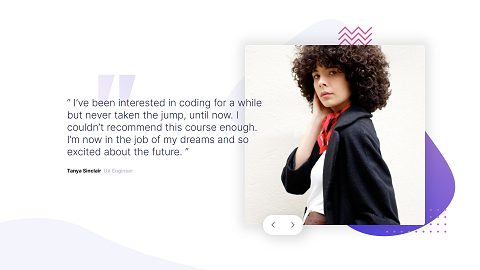 “ I’ve been interested in coding for a while
but never taken the jump, until now. I
couldn’t recommend this course enough.
I’m now in the job of my dreams and so
excited about the future. ”
Tanya Sinclair UX Engineer